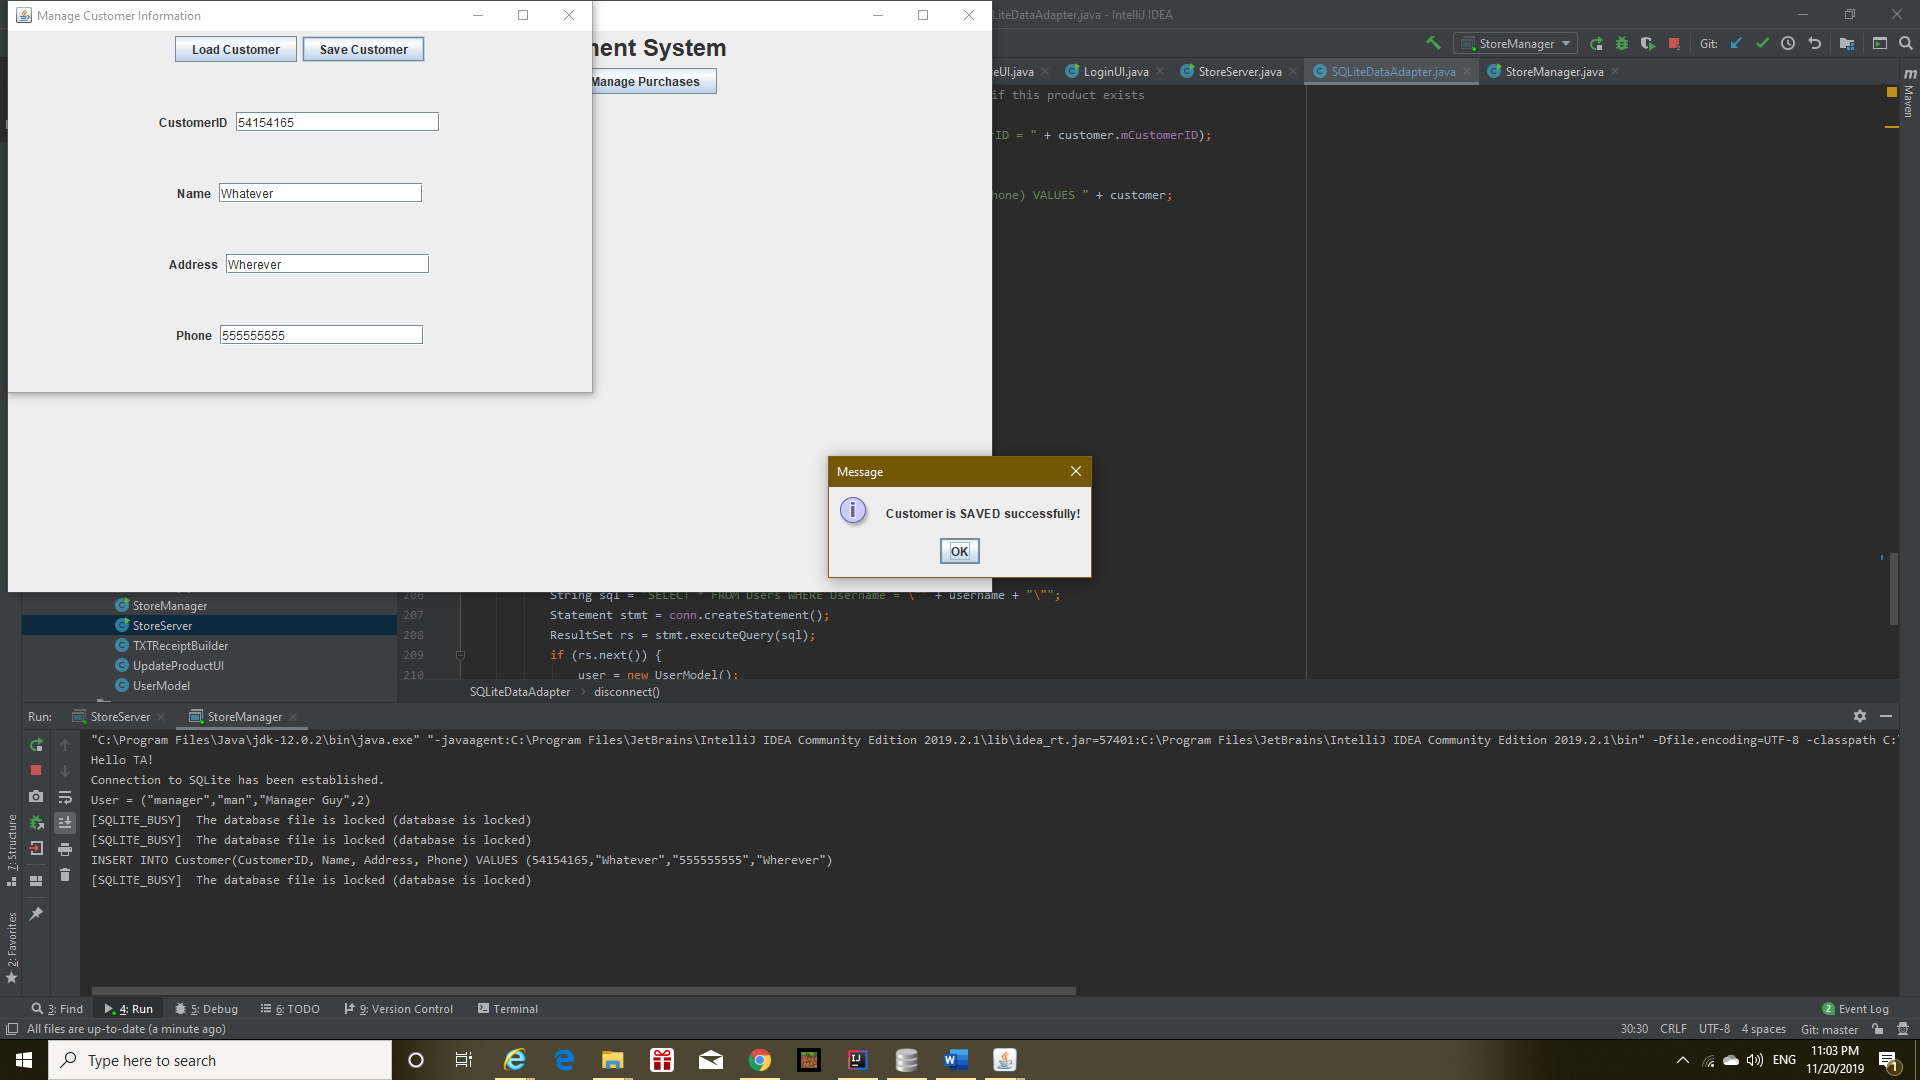 Manage Customer Information
Load Customer
Save Customer
CustomerID 54154165
Name Whatever
Address Wherever
Phone 555555555
ment System
Manage Purchases
LiteDataAdapter.java - IntelliJ IDEA
StoreManager
Git:
eUI.java
LoginUI.java
StoreServer.java
SQLiteDataAdapter.java
StoreManager.java
Maven
if this product exists
ID = " + customer.mCustomerID);
hone) VALUES " + customer;
Message
Customer is SAVED successfully!
OK
206 String sql = "SELECT * FROM Users WHERE Username = \"" + username + "\"";
207 Statement stmt = conn.createStatement();
208 ResultSet rs = stmt.executeQuery(sql);
209 if (rs.next()) {
210 user = new UserModel();
StoreManager
StoreServer
TXTReceiptBuilder
UpdateProductUI
UserModel
SQLiteDataAdapter › disconnect()
Run: StoreServer StoreManager
"C:\Program Files\Java\jdk-12.0.2\bin\java.exe" "-javaagent:C:\Program Files\JetBrains\IntelliJ IDEA Community Edition 2019.2.1\lib\idea_rt.jar=57401:C:\Program Files\JetBrains\IntelliJ IDEA Community Edition 2019.2.1\bin" -Dfile.encoding=UTF-8 -classpath C:
Hello TA!
Connection to SQLite has been established.
User = ("manager","man","Manager Guy",2)
[SQLITE_BUSY]  The database file is locked (database is locked)
[SQLITE_BUSY]  The database file is locked (database is locked)
INSERT INTO Customer(CustomerID, Name, Address, Phone) VALUES (54154165,"Whatever","555555555","Wherever")
[SQLITE_BUSY]  The database file is locked (database is locked)
7: Structure
2: Favorites
3: Find
4: Run
5: Debug
6: TODO
9: Version Control
Terminal
2 Event Log
All files are up-to-date (a minute ago)
30:30 CRLF UTF-8 4 spaces Git: master
Type here to search
ENG
11:03 PM
11/20/2019
1